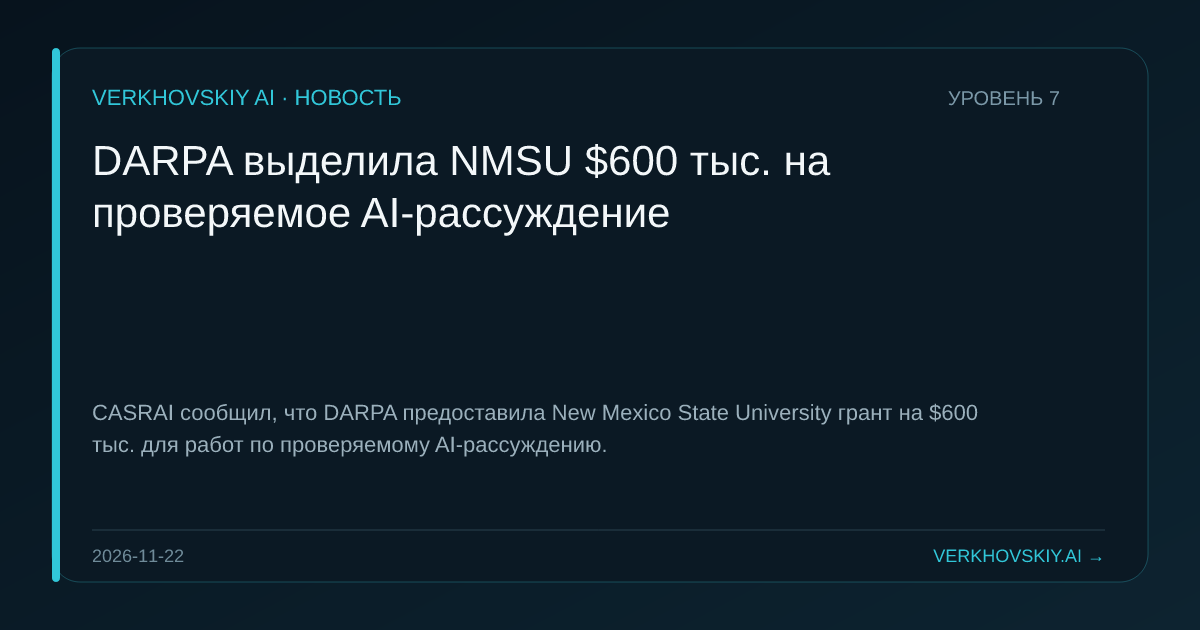 VERKHOVSKIY AI · НОВОСТЬ
УРОВЕНЬ 7
DARPA выделила NMSU $600 тыс. на
проверяемое AI-рассуждение
CASRAI сообщил, что DARPA предоставила New Mexico State University грант на $600
тыс. для работ по проверяемому AI-рассуждению.
2026-11-22
VERKHOVSKIY.AI →